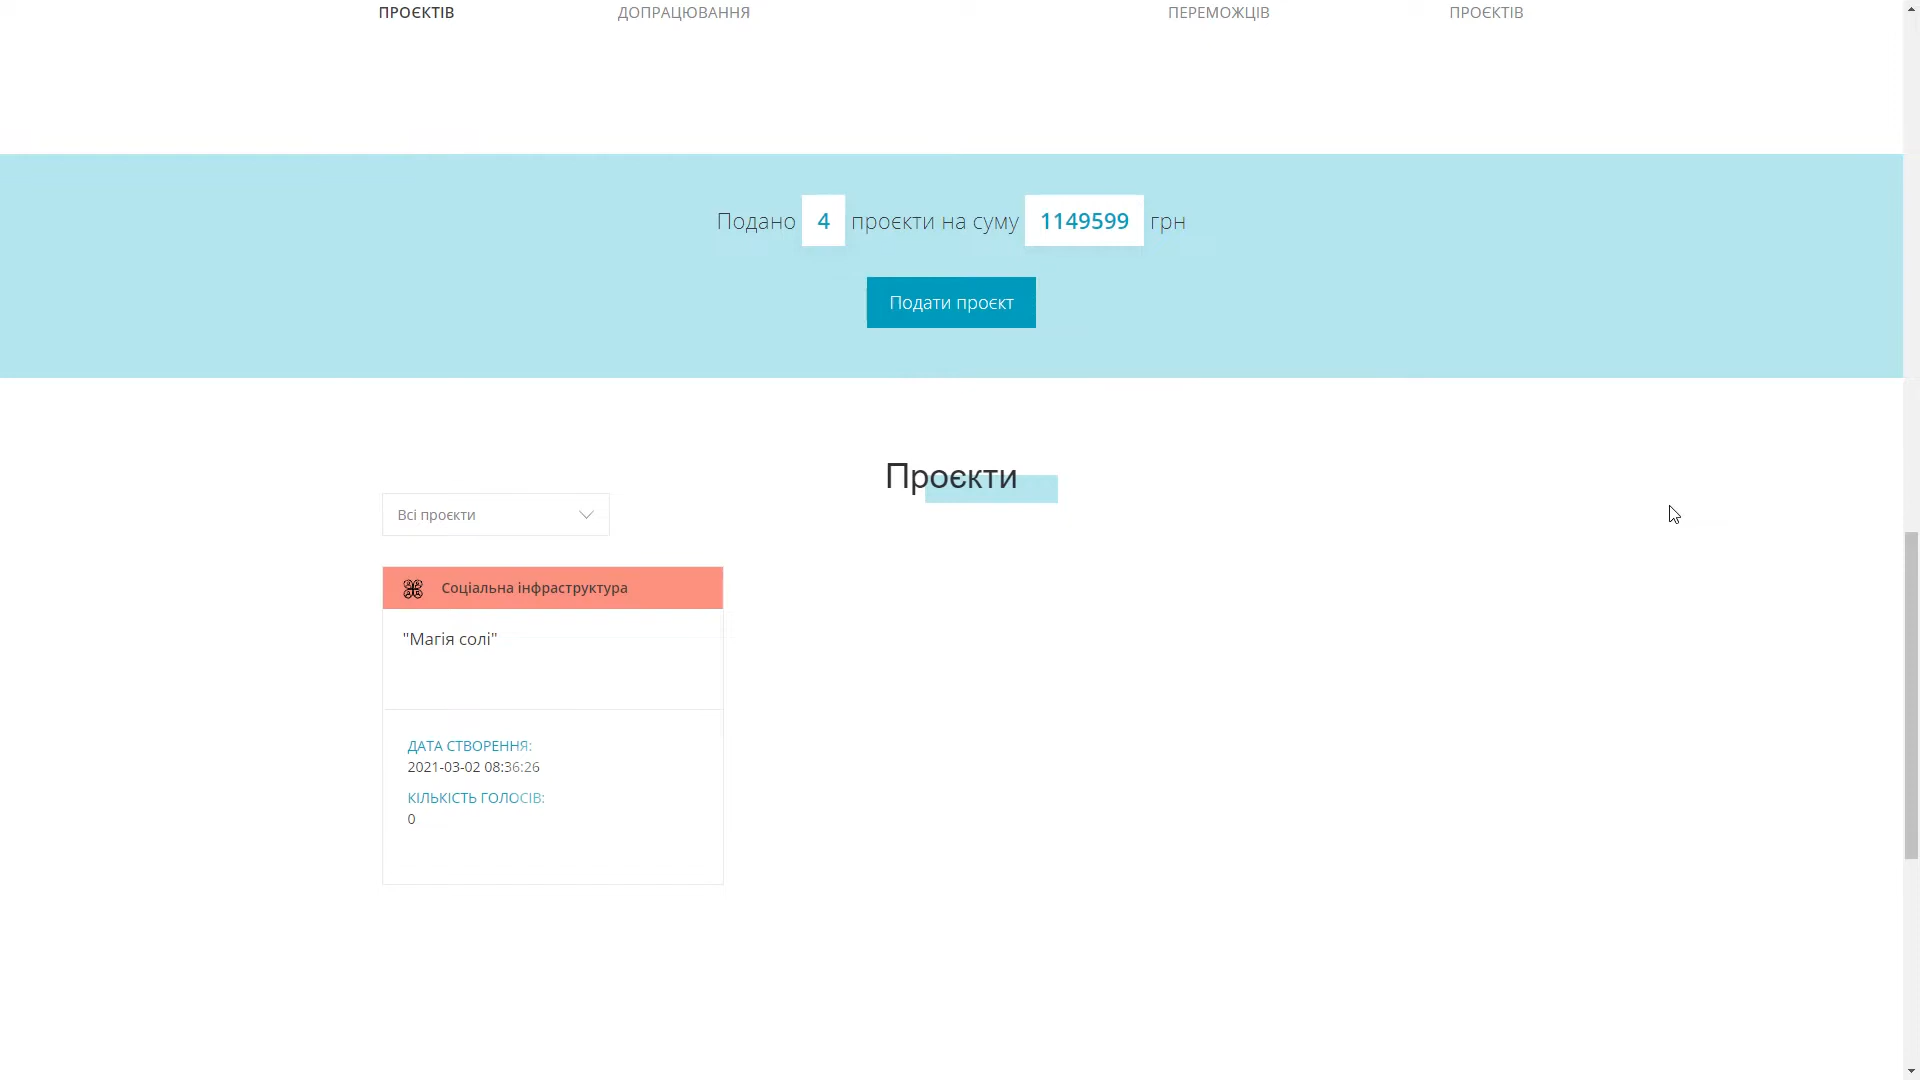 ПРОЄКТІВ
ДОПРАЦЮВАННЯ
ПЕРЕМОЖЦІВ
ПРОЄКТІВ
Подано 4 проєкти на суму 1149599 грн
Подати проєкт
Проєкти
Всі проєкти
Соціальна інфраструктура
"Магія солі"
ДАТА СТВОРЕННЯ:
2021-03-02 08:36:26
КІЛЬКІСТЬ ГОЛОСІВ:
0